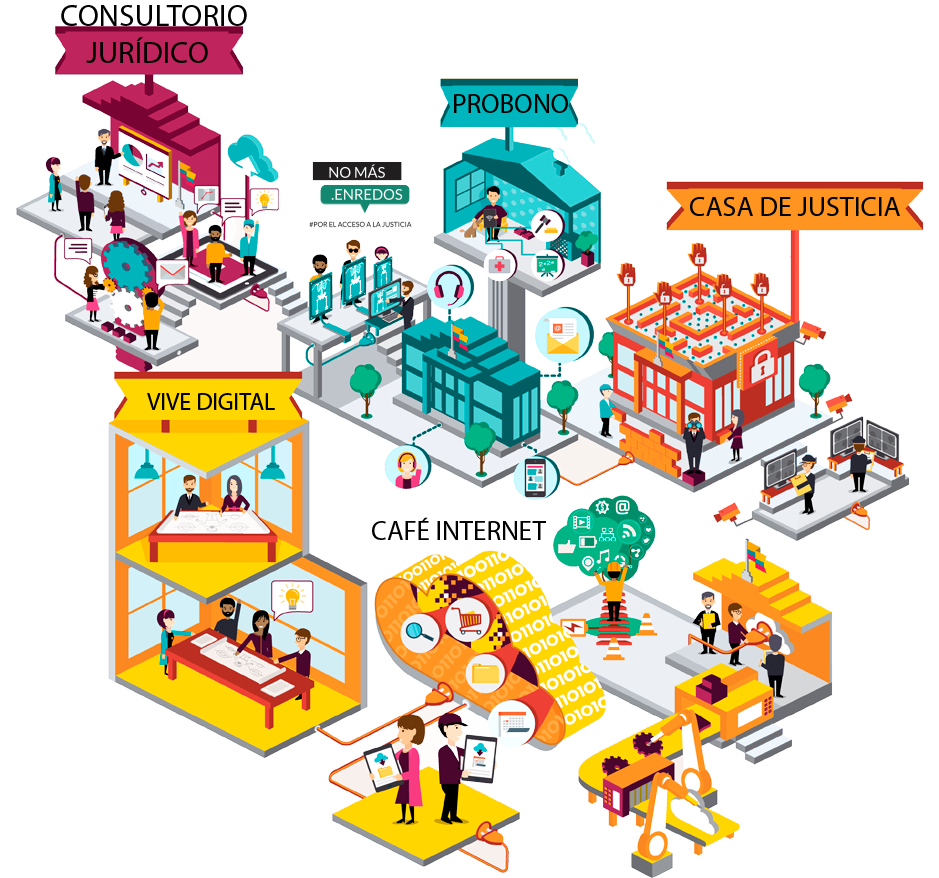 CONSULTORIO
JURÍDICO
PROBONO
NO MÁS
.ENREDOS
#POR EL ACCESO A LA JUSTICIA
CASA DE JUSTICIA
VIVE DIGITAL
CAFÉ INTERNET